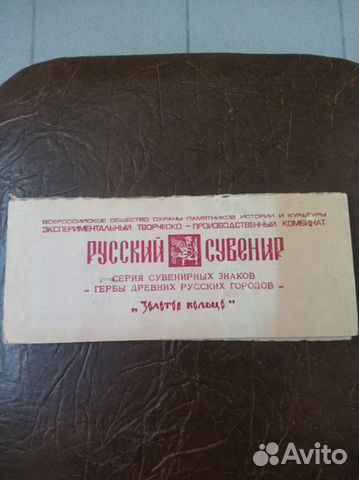 ВСЕРОССИЙСКОЕ ОБЩЕСТВО ОХРАНЫ ПАМЯТНИКОВ ИСТОРИИ И КУЛЬТУРЫ
ЭКСПЕРИМЕНТАЛЬНЫЙ ТВОРЧЕСКО - ПРОИЗВОДСТВЕННЫЙ КОМБИНАТ
РУССКИЙ СУВЕНИР
СЕРИЯ СУВЕНИРНЫХ ЗНАКОВ
- ГЕРБЫ ДРЕВНИХ РУССКИХ ГОРОДОВ -
„Золотое кольцо"
Avito